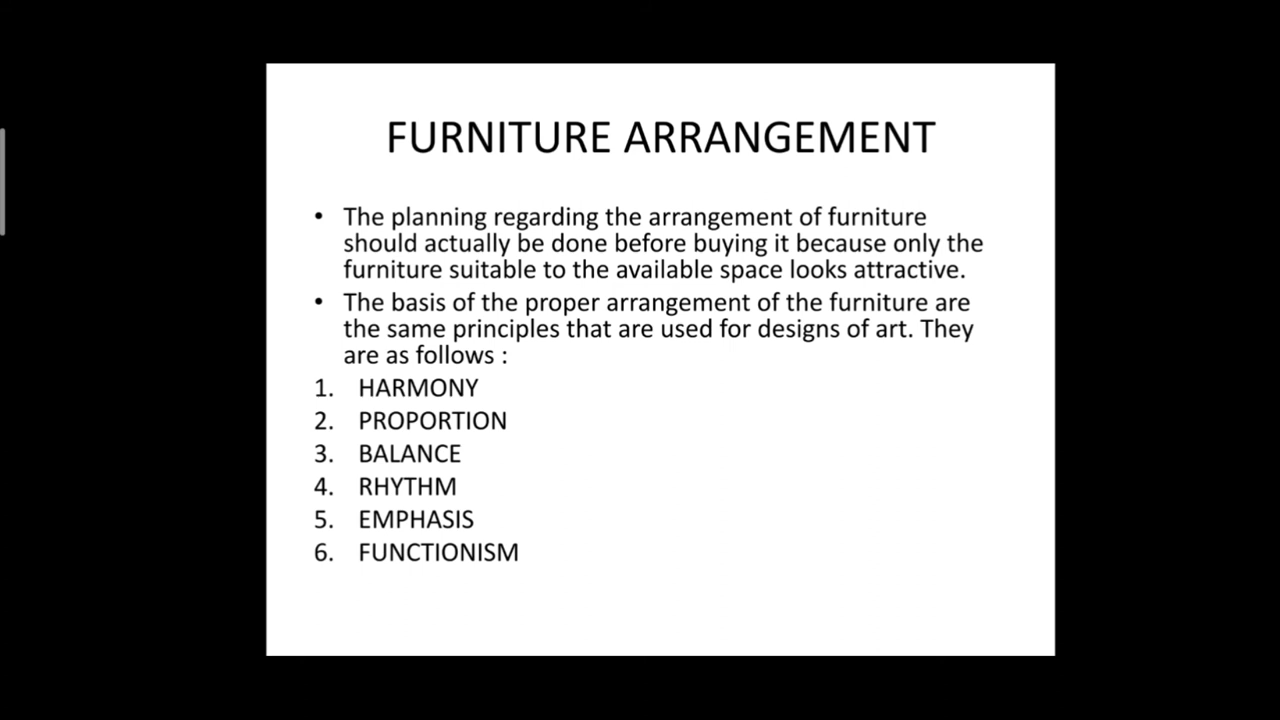 FURNITURE ARRANGEMENT
• The planning regarding the arrangement of furniture
should actually be done before buying it because only the
furniture suitable to the available space looks attractive.
• The basis of the proper arrangement of the furniture are
the same principles that are used for designs of art. They
are as follows :
1. HARMONY
2. PROPORTION
3. BALANCE
4. RHYTHM
5. EMPHASIS
6. FUNCTIONISM